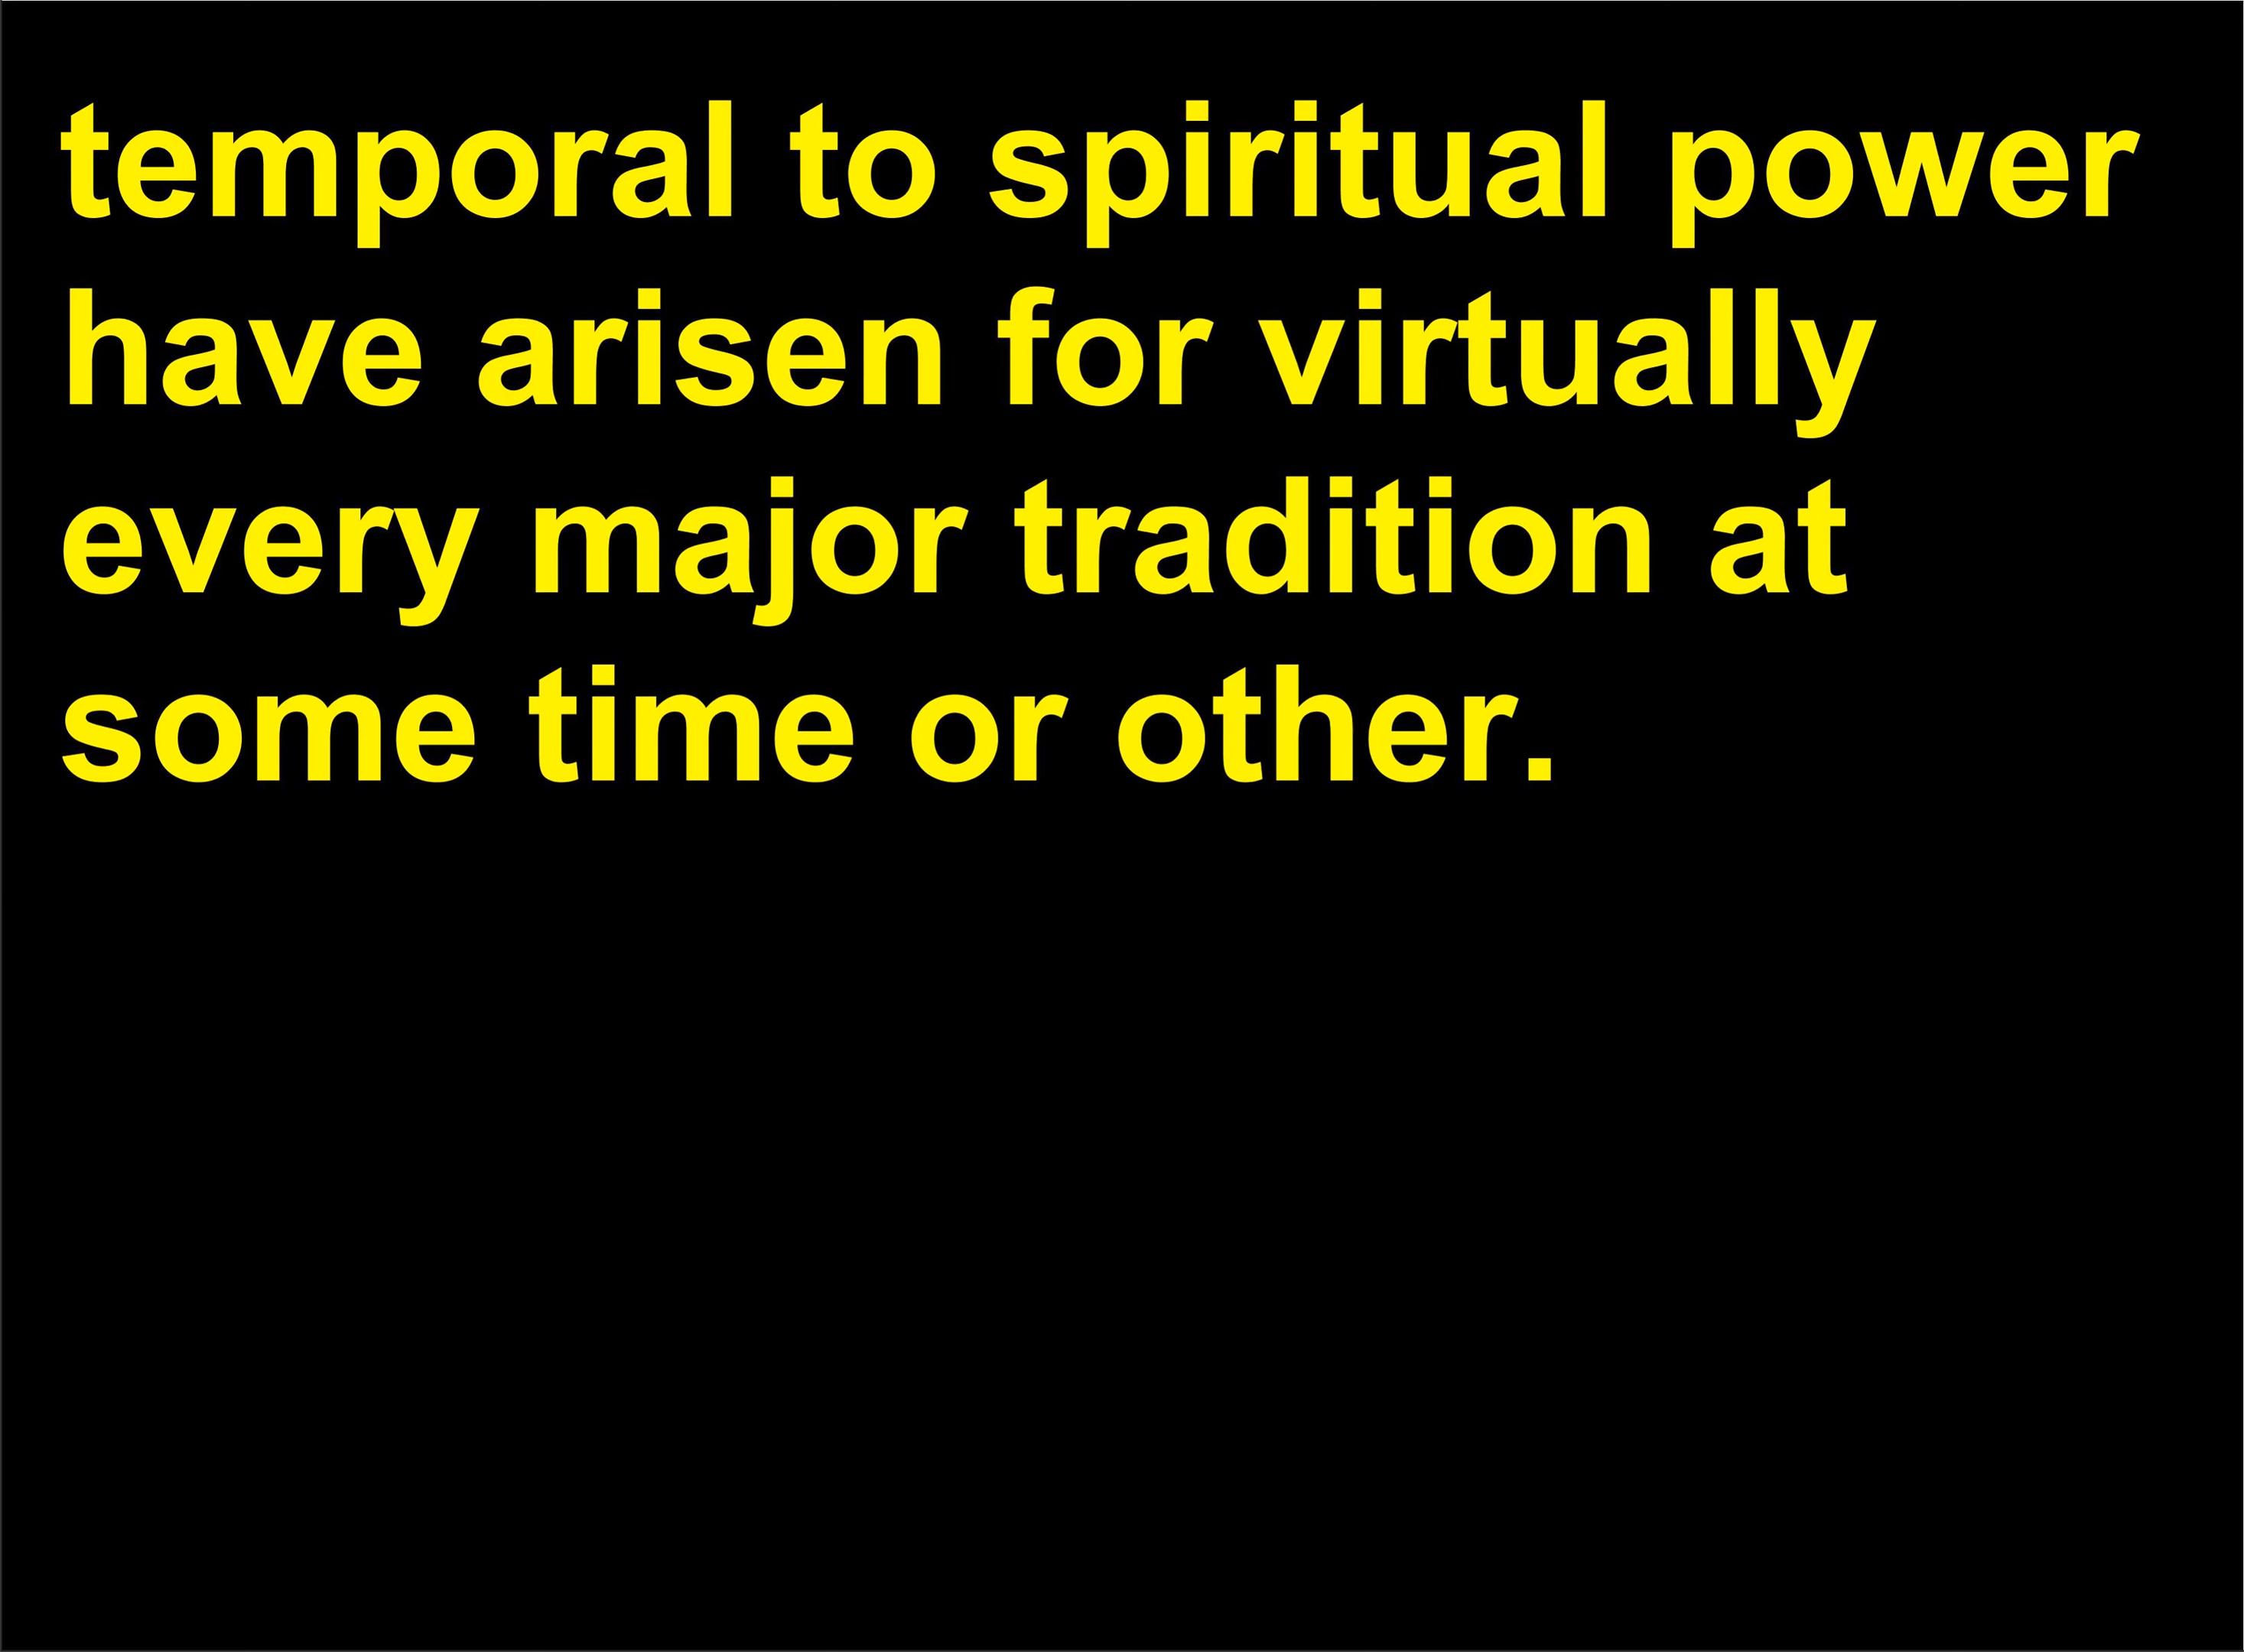 temporal to spiritual power
have arisen for virtually
every major tradition at
some time or other.